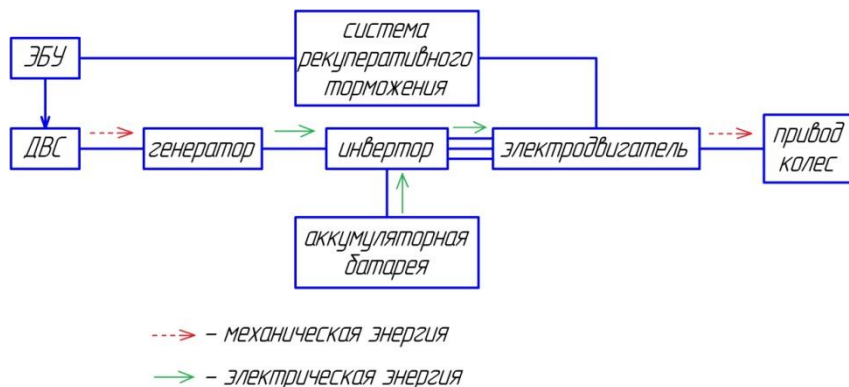 ЭБУ
система
рекуперативного
торможения
ДВС
генератор
инвертор
электродвигатель
привод
колес
аккумуляторная
батарея
– механическая энергия
– электрическая энергия